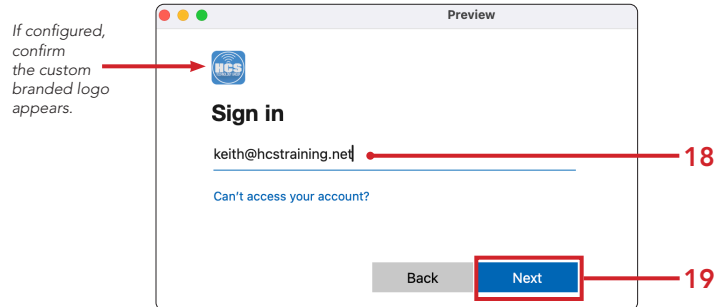 Preview
If configured,
confirm
the custom
branded logo
appears.
HCS
Sign in
keith@hcstraining.net
18
Can't access your account?
Back
Next
19